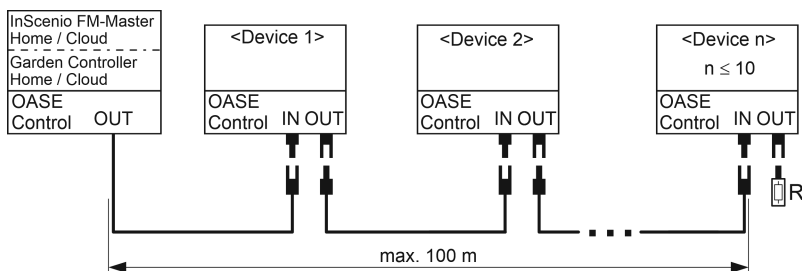 InScenio FM-Master
Home / Cloud
Garden Controller
Home / Cloud
OASE
Control OUT
<Device 1>
OASE
Control IN OUT
<Device 2>
OASE
Control IN OUT
<Device n>
n ≤ 10
OASE
Control IN OUT
R
max. 100 m